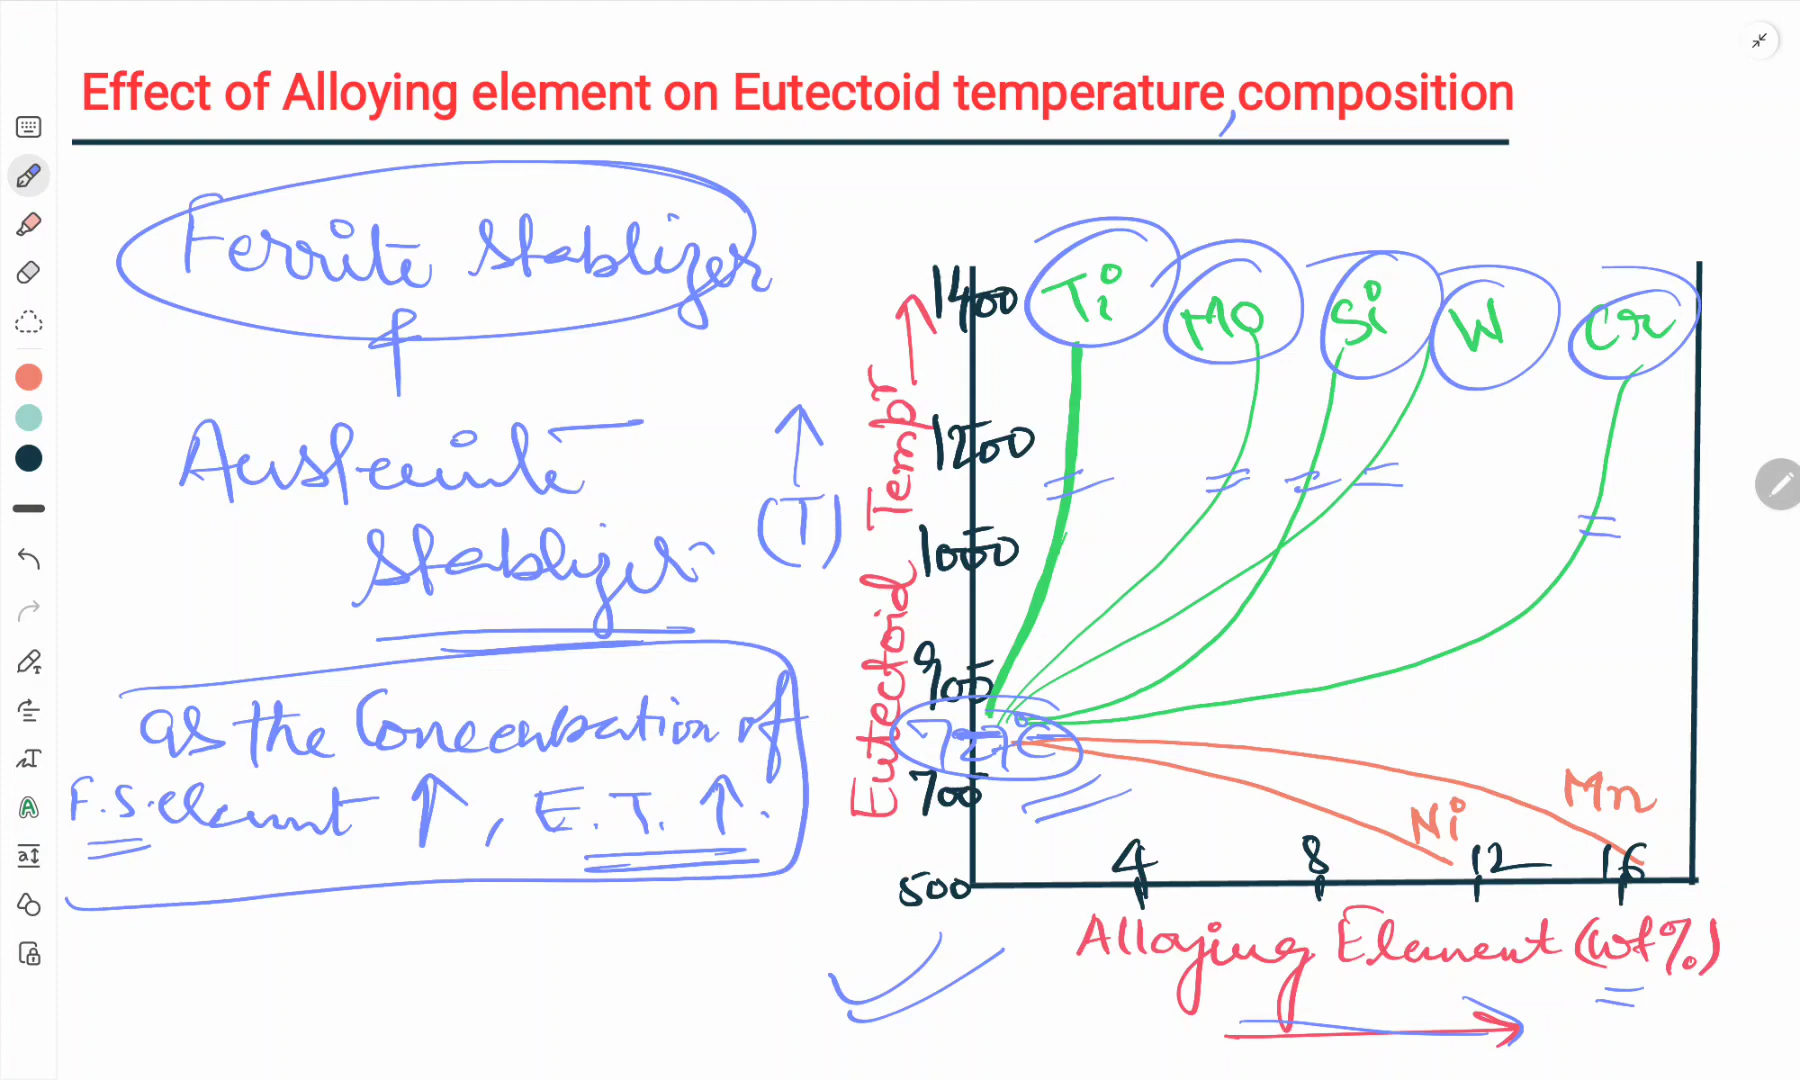 Effect of Alloying element on Eutectoid temperature, composition
Ferrite Stablizer
&
Austenite
Stablizer
(T)
as the Concentration of
F.S. element ↑, E.T. ↑.
Eutectoid Tempr
1400
1200
1000
900
727°C
700
500
Ti
Mo
Si
W
Cr
Ni
Mn
4
8
12
16
Alloying Element (wt%)